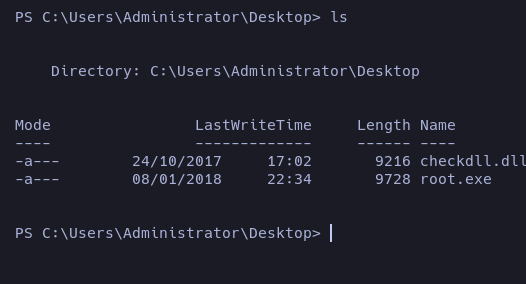 PS C:\Users\Administrator\Desktop> ls
Directory: C:\Users\Administrator\Desktop
Mode LastWriteTime Length Name
---- ------------- ------ ----
-a--- 24/10/2017 17:02 9216 checkdll.dll
-a--- 08/01/2018 22:34 9728 root.exe
PS C:\Users\Administrator\Desktop>